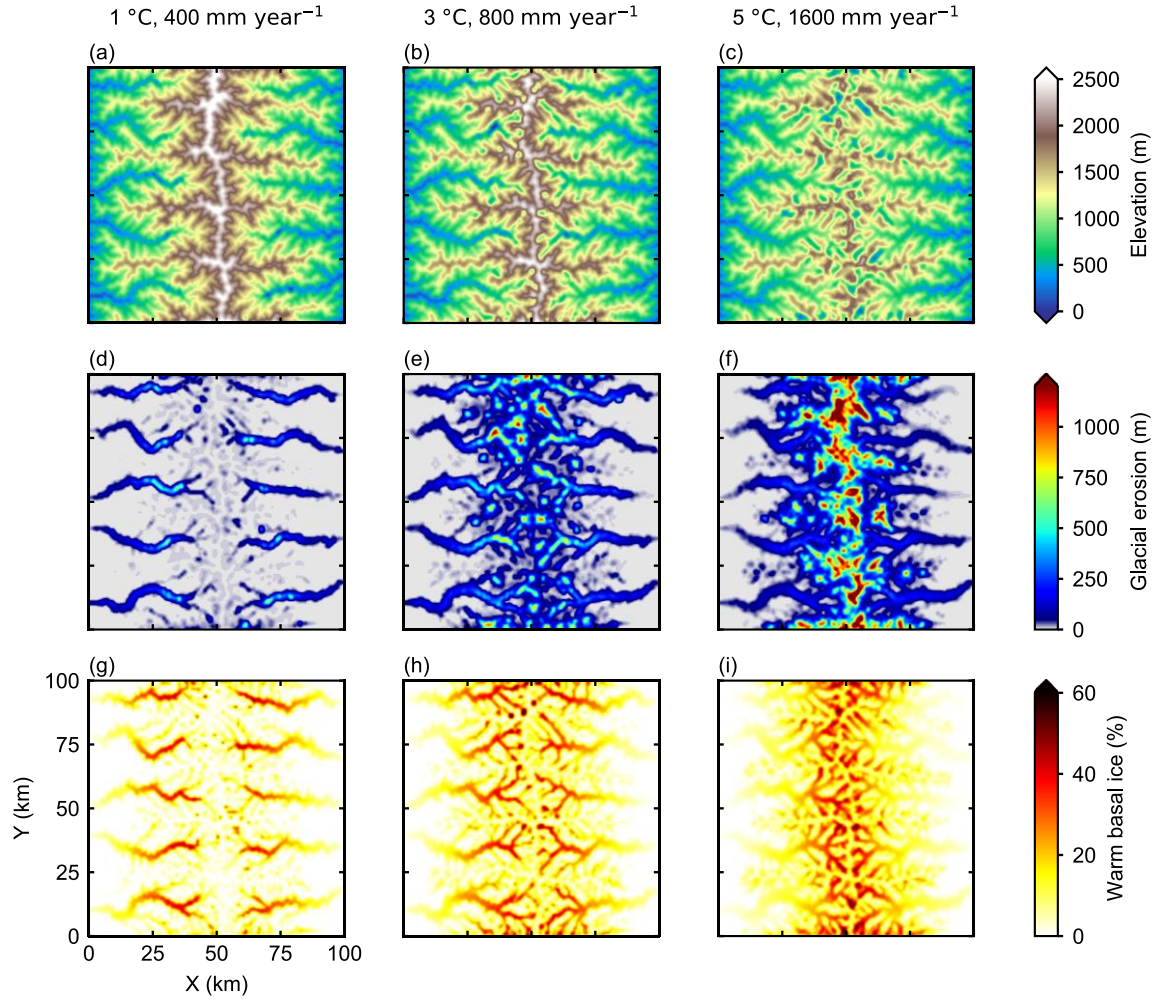 1 °C, 400 mm year⁻¹ 3 °C, 800 mm year⁻¹ 5 °C, 1600 mm year⁻¹
(a) (b) (c)
2500
2000
1500
1000
500
0
Elevation (m)
(d) (e) (f)
1000
750
500
250
0
Glacial erosion (m)
(g) (h) (i)
100
75
50
25
0
Y (km)
0 25 50 75 100
X (km)
60
40
20
0
Warm basal ice (%)